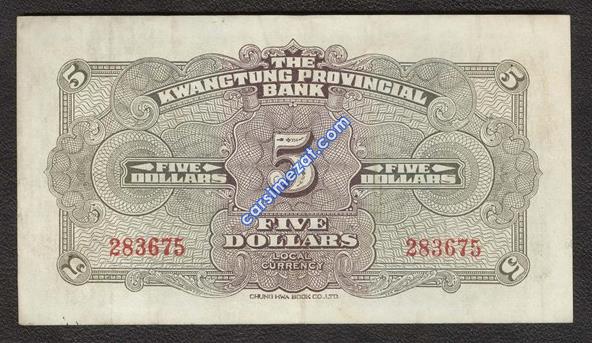 THE
KWANGTUNG PROVINCIAL
BANK
5
5
5
FIVE
DOLLARS
FIVE
DOLLARS
carsimezat.com
FIVE
DOLLARS
283675
283675
LOCAL
CURRENCY
5
5
CHUNG HWA BOOK CO., LTD.